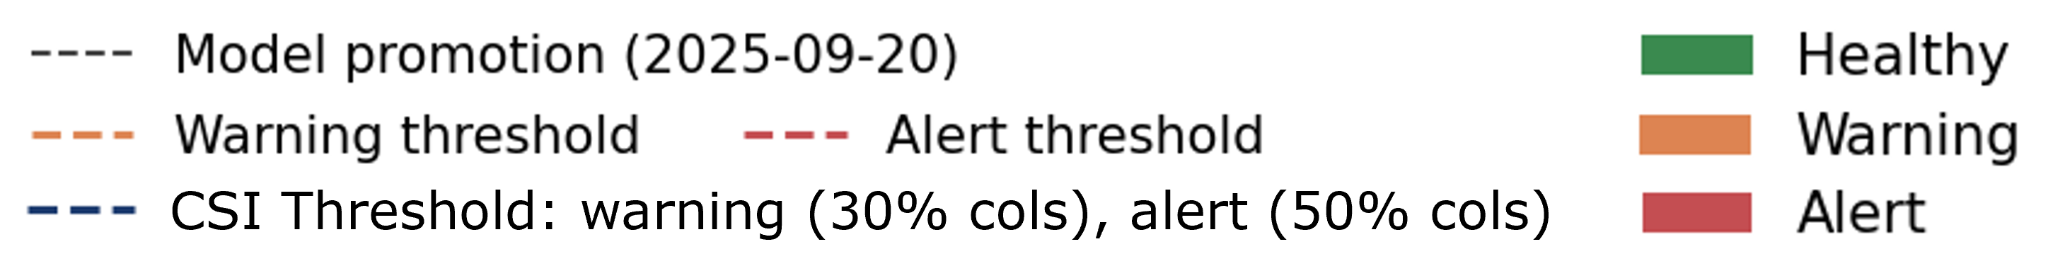 Model promotion (2025-09-20)
Warning threshold
Alert threshold
CSI Threshold: warning (30% cols), alert (50% cols)
Healthy
Warning
Alert